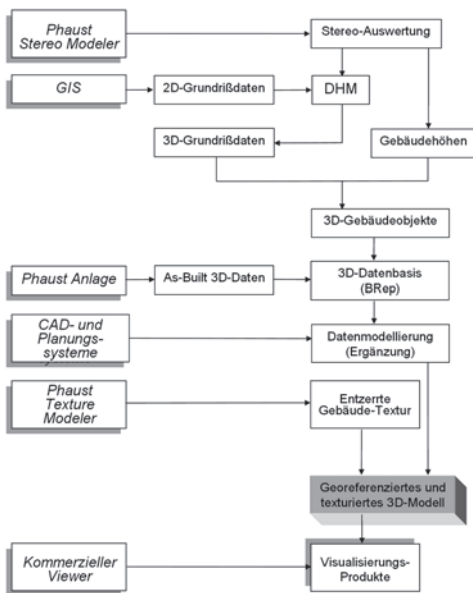 Phaust
Stereo Modeler
Stereo-Auswertung
GIS
2D-Grundrißdaten
DHM
3D-Grundrißdaten
Gebäudehöhen
3D-Gebäudeobjekte
Phaust Anlage
As-Built 3D-Daten
3D-Datenbasis
(BRep)
CAD- und
Planungs-
systeme
Datenmodellierung
(Ergänzung)
Phaust
Texture
Modeler
Entzerrte
Gebäude-Textur
Georeferenziertes und
texturiertes 3D-Modell
Kommerzieller
Viewer
Visualisierungs-
Produkte